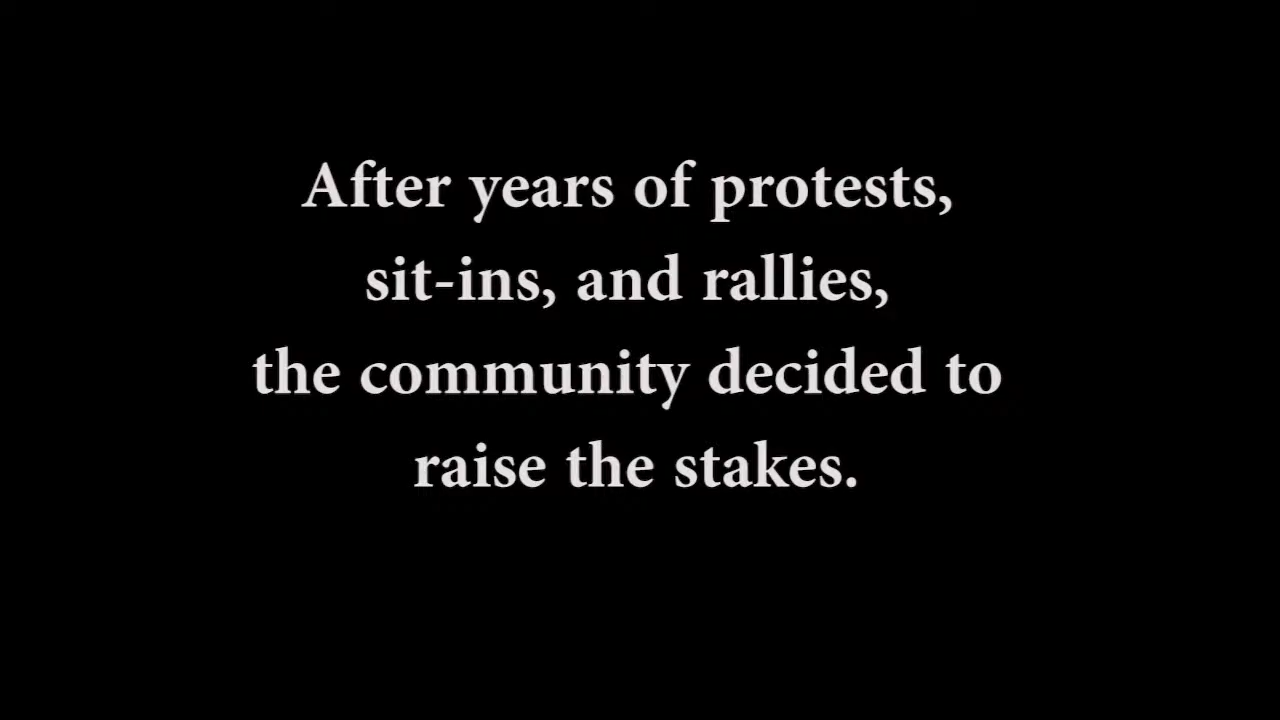 After years of protests,
sit-ins, and rallies,
the community decided to
raise the stakes.